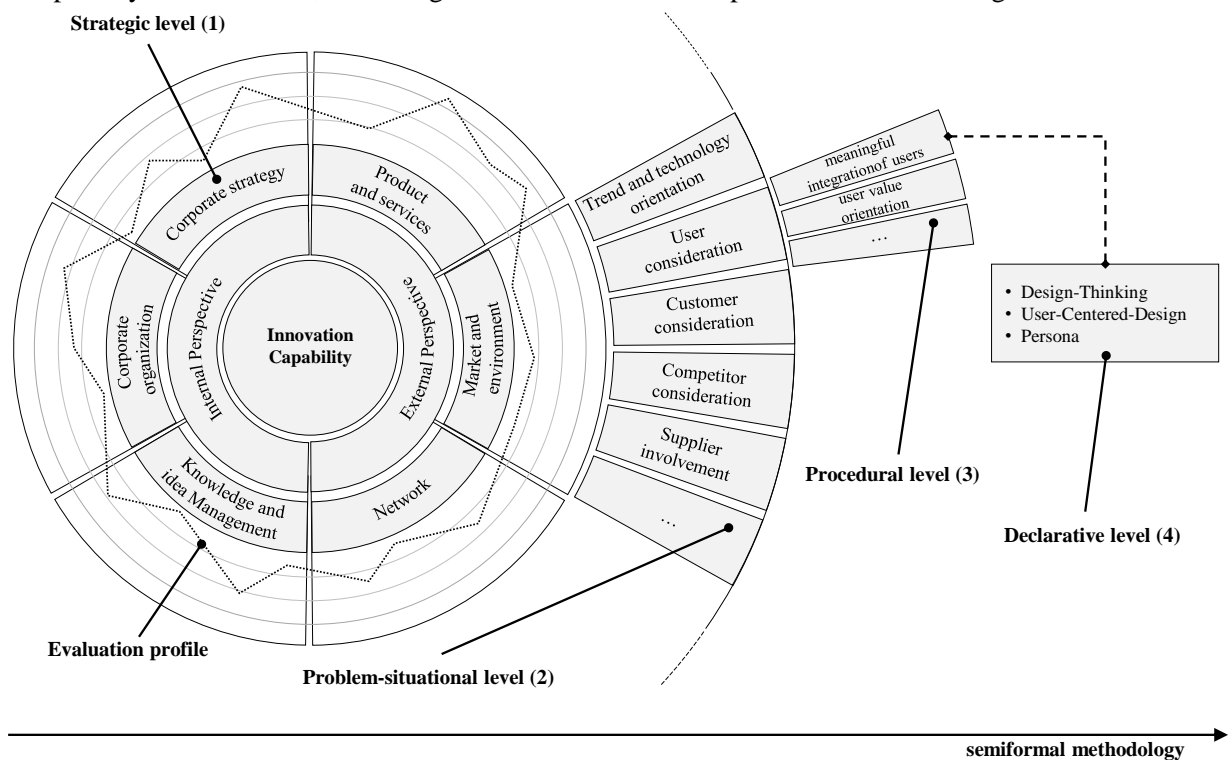 Strategic level (1)
Corporate strategy
Product
and services
Trend and technology
orientation
meaningful
integrationof users
user value
orientation
…
User
consideration
Customer
consideration
Competitor
consideration
Supplier
involvement
…
Corporate
organization
Internal Perspective
Innovation
Capability
External Perspective
Market and
environment
Knowledge and
idea Management
Network
• Design-Thinking
• User-Centered-Design
• Persona
Procedural level (3)
Declarative level (4)
Evaluation profile
Problem-situational level (2)
semiformal methodology